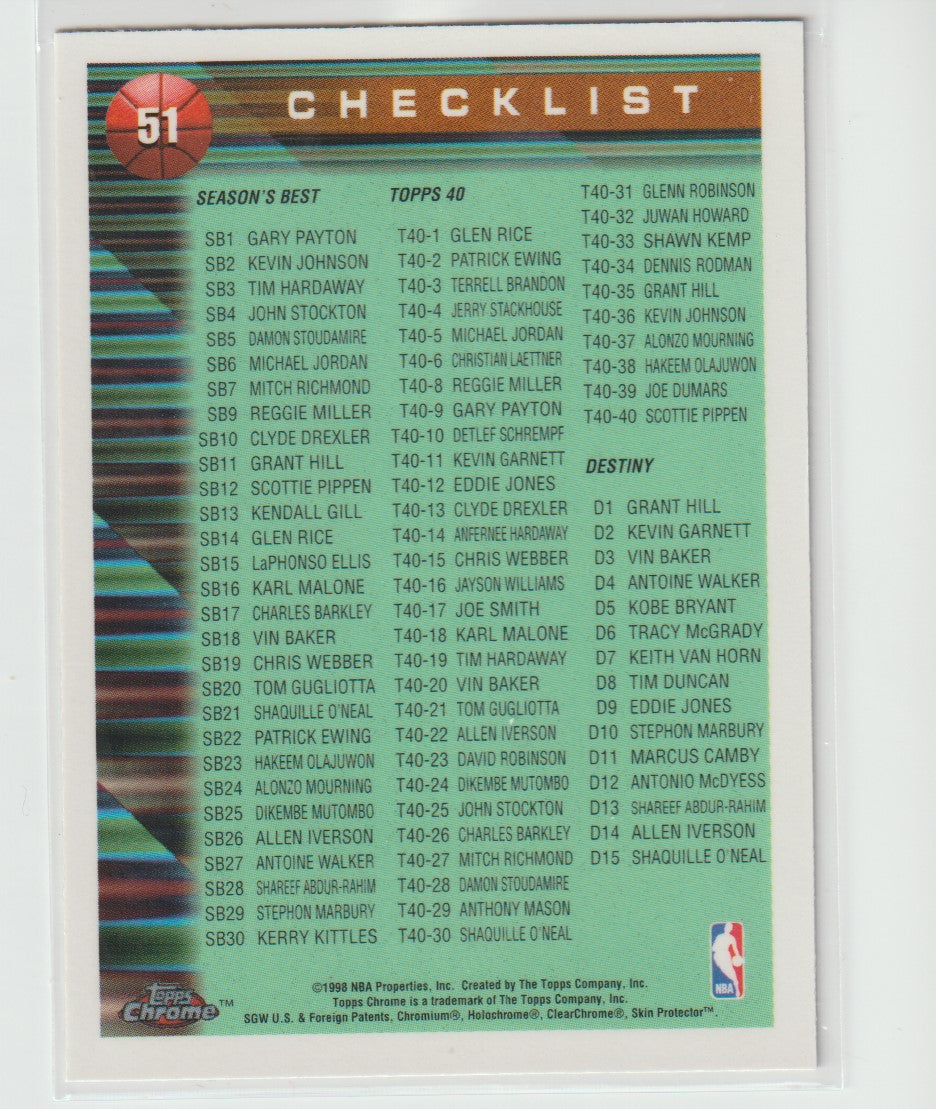 51
CHECKLIST
SEASON'S BEST
SB1 GARY PAYTON
SB2 KEVIN JOHNSON
SB3 TIM HARDAWAY
SB4 JOHN STOCKTON
SB5 DAMON STOUDAMIRE
SB6 MICHAEL JORDAN
SB7 MITCH RICHMOND
SB9 REGGIE MILLER
SB10 CLYDE DREXLER
SB11 GRANT HILL
SB12 SCOTTIE PIPPEN
SB13 KENDALL GILL
SB14 GLEN RICE
SB15 LaPHONSO ELLIS
SB16 KARL MALONE
SB17 CHARLES BARKLEY
SB18 VIN BAKER
SB19 CHRIS WEBBER
SB20 TOM GUGLIOTTA
SB21 SHAQUILLE O'NEAL
SB22 PATRICK EWING
SB23 HAKEEM OLAJUWON
SB24 ALONZO MOURNING
SB25 DIKEMBE MUTOMBO
SB26 ALLEN IVERSON
SB27 ANTOINE WALKER
SB28 SHAREEF ABDUR-RAHIM
SB29 STEPHON MARBURY
SB30 KERRY KITTLES
TOPPS 40
T40-1 GLEN RICE
T40-2 PATRICK EWING
T40-3 TERRELL BRANDON
T40-4 JERRY STACKHOUSE
T40-5 MICHAEL JORDAN
T40-6 CHRISTIAN LAETTNER
T40-8 REGGIE MILLER
T40-9 GARY PAYTON
T40-10 DETLEF SCHREMPF
T40-11 KEVIN GARNETT
T40-12 EDDIE JONES
T40-13 CLYDE DREXLER
T40-14 ANFERNEE HARDAWAY
T40-15 CHRIS WEBBER
T40-16 JAYSON WILLIAMS
T40-17 JOE SMITH
T40-18 KARL MALONE
T40-19 TIM HARDAWAY
T40-20 VIN BAKER
T40-21 TOM GUGLIOTTA
T40-22 ALLEN IVERSON
T40-23 DAVID ROBINSON
T40-24 DIKEMBE MUTOMBO
T40-25 JOHN STOCKTON
T40-26 CHARLES BARKLEY
T40-27 MITCH RICHMOND
T40-28 DAMON STOUDAMIRE
T40-29 ANTHONY MASON
T40-30 SHAQUILLE O'NEAL
T40-31 GLENN ROBINSON
T40-32 JUWAN HOWARD
T40-33 SHAWN KEMP
T40-34 DENNIS RODMAN
T40-35 GRANT HILL
T40-36 KEVIN JOHNSON
T40-37 ALONZO MOURNING
T40-38 HAKEEM OLAJUWON
T40-39 JOE DUMARS
T40-40 SCOTTIE PIPPEN
DESTINY
D1 GRANT HILL
D2 KEVIN GARNETT
D3 VIN BAKER
D4 ANTOINE WALKER
D5 KOBE BRYANT
D6 TRACY McGRADY
D7 KEITH VAN HORN
D8 TIM DUNCAN
D9 EDDIE JONES
D10 STEPHON MARBURY
D11 MARCUS CAMBY
D12 ANTONIO McDYESS
D13 SHAREEF ABDUR-RAHIM
D14 ALLEN IVERSON
D15 SHAQUILLE O'NEAL
NBA
Topps
Chrome™
©1998 NBA Properties, Inc. Created by The Topps Company, Inc.
Topps Chrome is a trademark of The Topps Company, Inc.
SGW U.S. & Foreign Patents, Chromium®, Holochrome®, ClearChrome®, Skin Protector™.